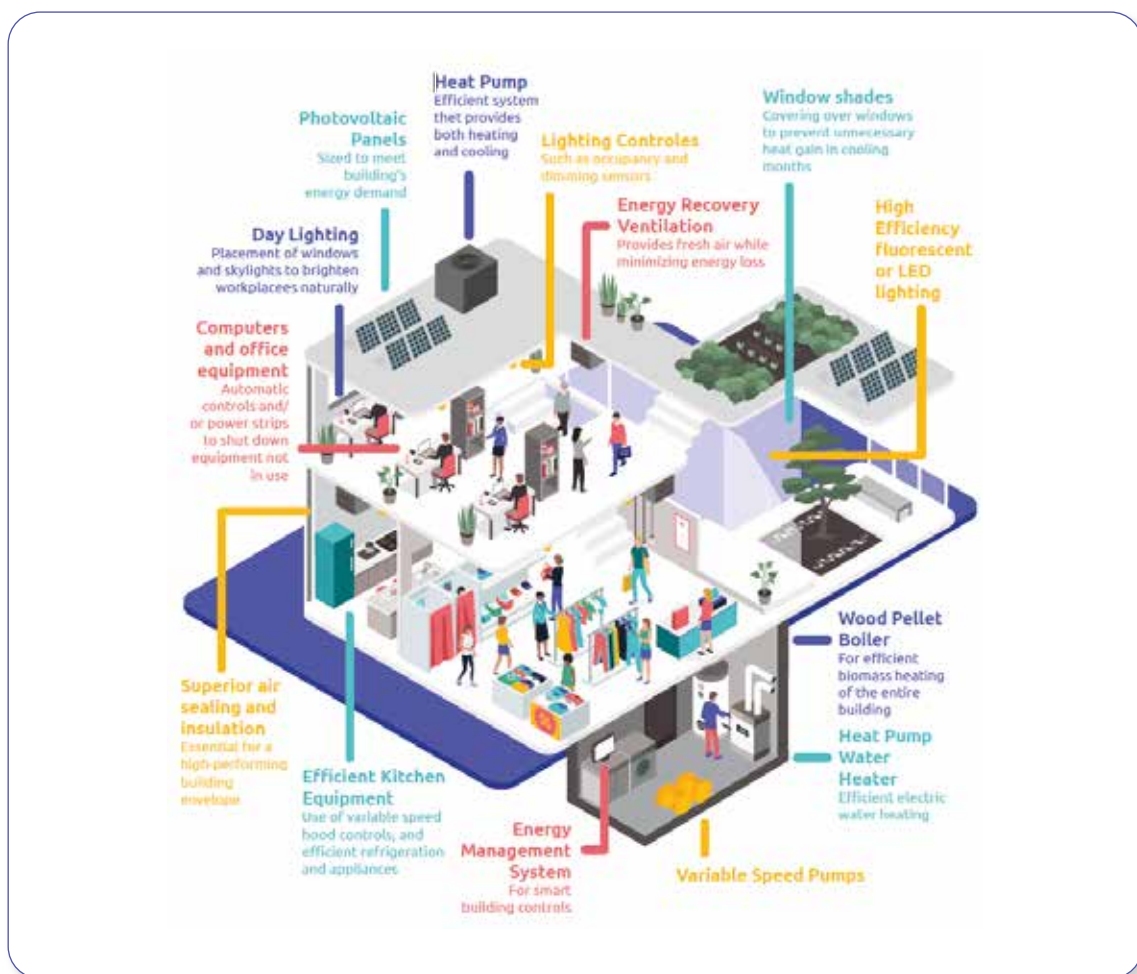 Heat Pump
Efficient system
thet provides
both heating
and cooling
Photovoltaic
Panels
Sized to meet
building's
energy demand
Lighting Controles
Such as occupancy and
dimming sensors
Window shades
Covering over windows
to prevent unnecessary
heat gain in cooling
months
Day Lighting
Placement of windows
and skylights to brighten
workplacees naturally
Energy Recovery
Ventilation
Provides fresh air while
minimizing energy loss
High
Efficiency
fluorescent
or LED
lighting
Computers
and office
equipment
Automatic
controls and/
or power strips
to shut down
equipment not
in use
Superior air
sealing and
insulation
Essential for a
high-performing
building
envelope
Efficient Kitchen
Equipment
Use of variable speed
hood controls, and
efficient refrigeration
and appliances
Energy
Management
System
For smart
building controls
Wood Pellet
Boiler
For efficient
biomass heating
of the entire
building
Heat Pump
Water
Heater
Efficient electric
water heating
Variable Speed Pumps